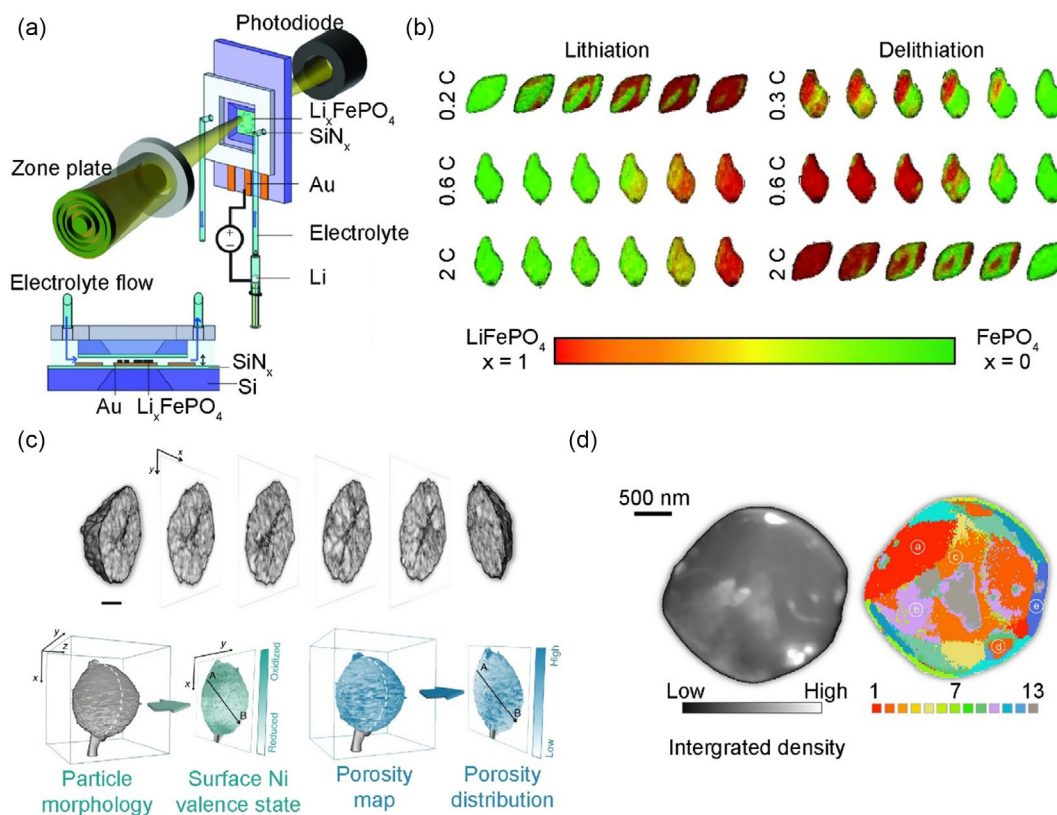 (a)
Photodiode
LiₓFePO₄
SiNₓ
Zone plate
Au
Electrolyte
Li
Electrolyte flow
SiNₓ
Si
Au LiₓFePO₄
(b)
Lithiation Delithiation
0.2 C
0.3 C
0.6 C
0.6 C
2 C
2 C
LiFePO₄
x = 1
FePO₄
x = 0
(c)
x
y
y
z
x
y
x
A
B
Oxidized
Reduced
A
B
High
Low
Particle
morphology
Surface Ni
valence state
Porosity
map
Porosity
distribution
(d)
500 nm
a
c
b
e
d
Low High
1 7 13
Intergrated density